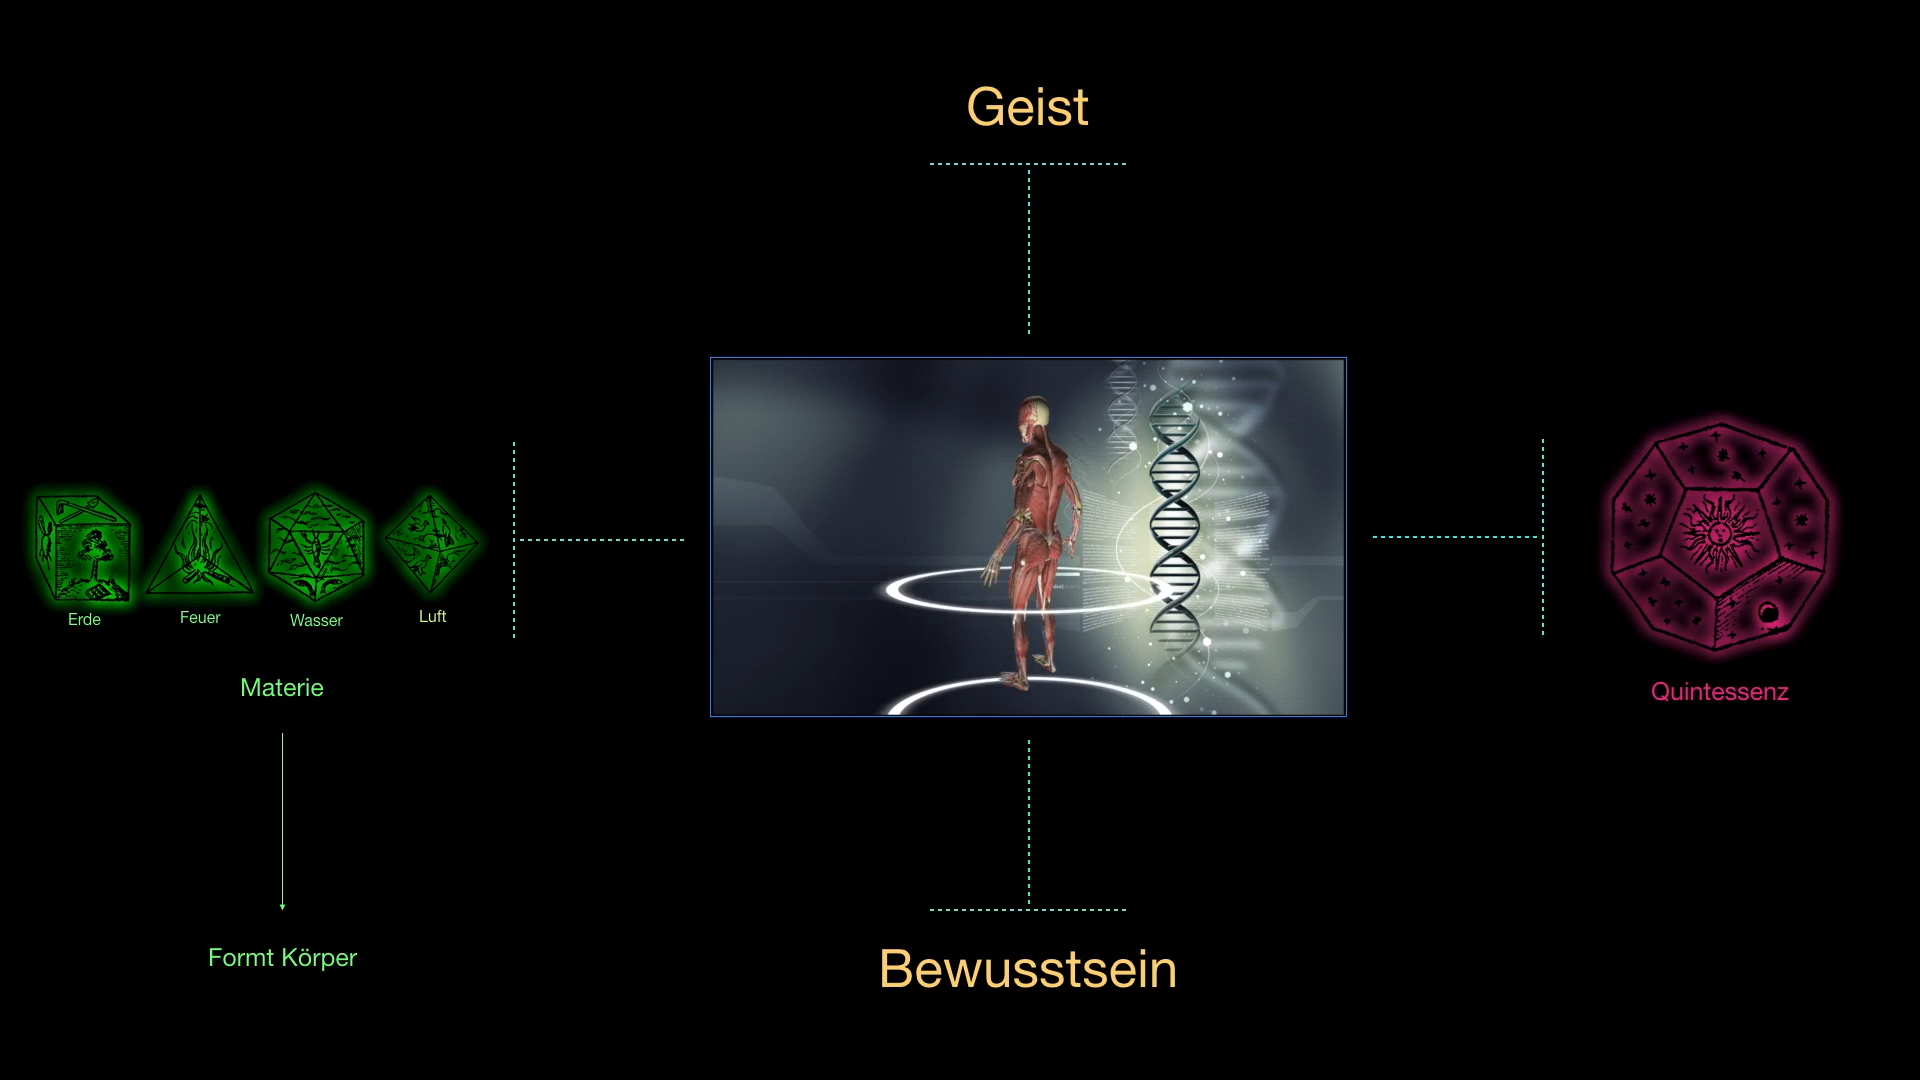 Geist
Erde
Feuer
Wasser
Luft
Materie
Quintessenz
Formt Körper
Bewusstsein